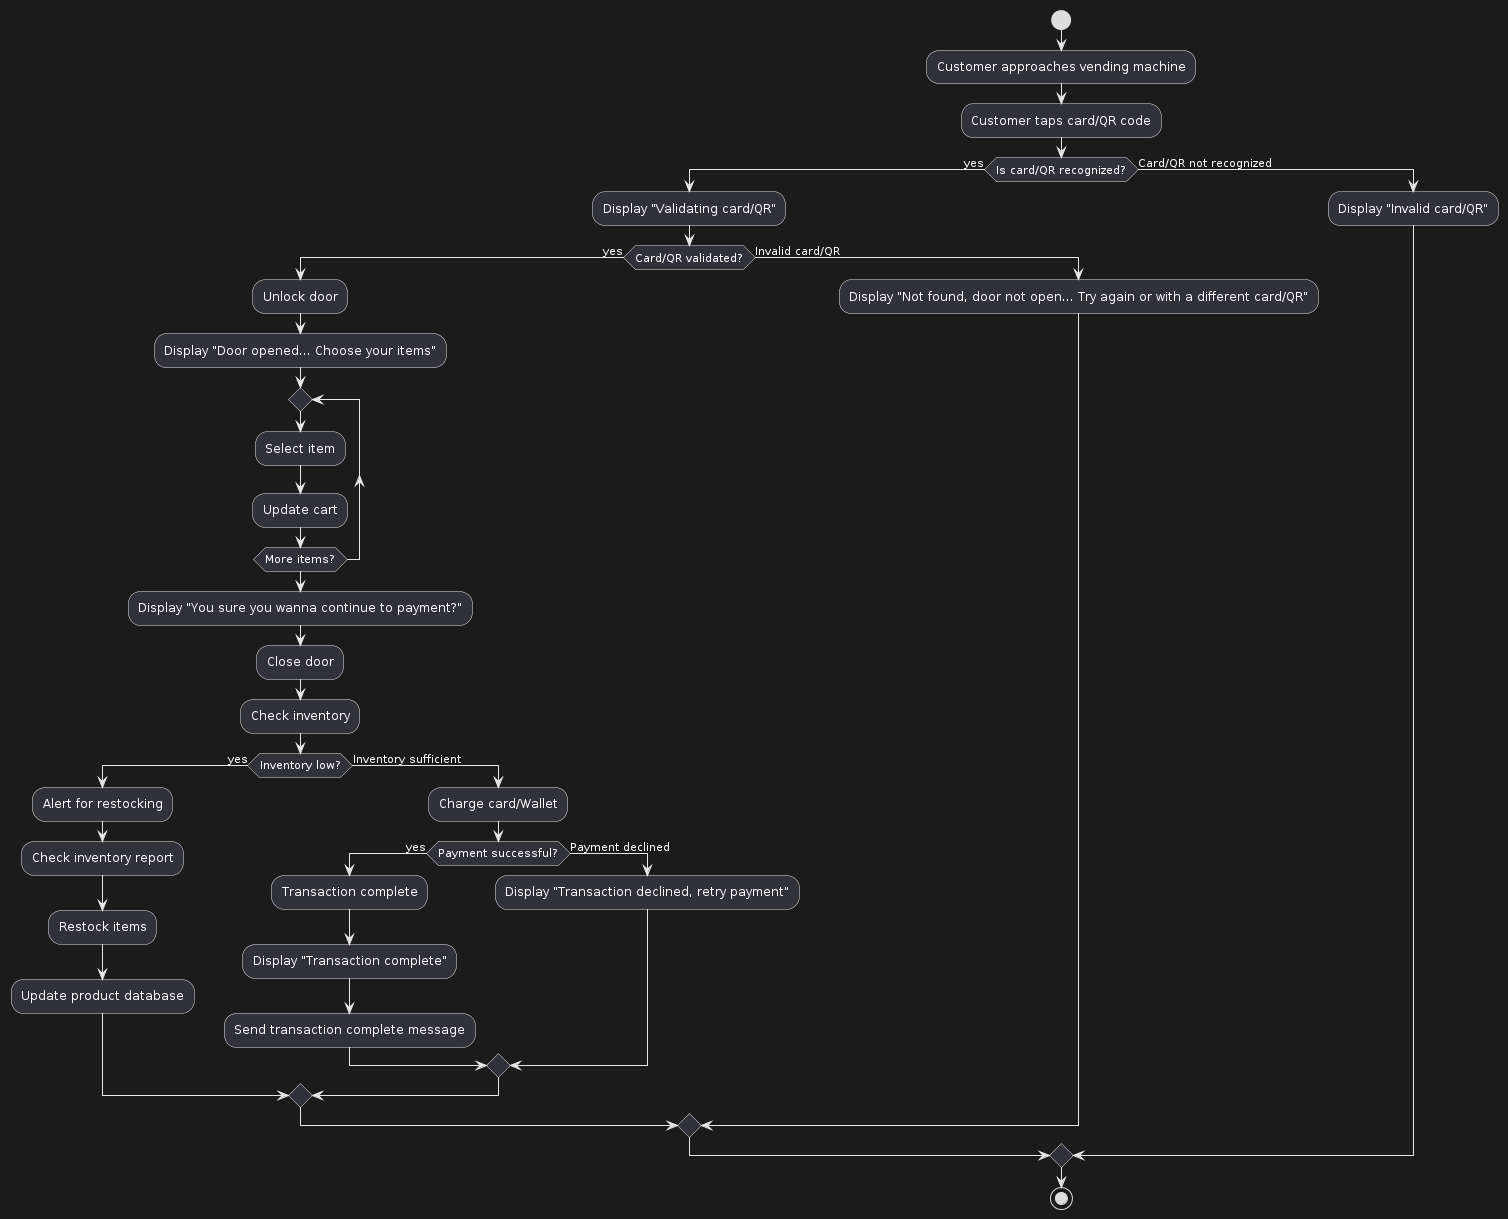 Customer approaches vending machine
Customer taps card/QR code
yes
Is card/QR recognized?
Card/QR not recognized
Display "Validating card/QR"
Display "Invalid card/QR"
yes
Card/QR validated?
Invalid card/QR
Unlock door
Display "Not found, door not open... Try again or with a different card/QR"
Display "Door opened... Choose your items"
Select item
Update cart
More items?
Display "You sure you wanna continue to payment?"
Close door
Check inventory
yes
Inventory low?
Inventory sufficient
Alert for restocking
Charge card/Wallet
Check inventory report
yes
Payment successful?
Payment declined
Transaction complete
Display "Transaction declined, retry payment"
Restock items
Display "Transaction complete"
Update product database
Send transaction complete message